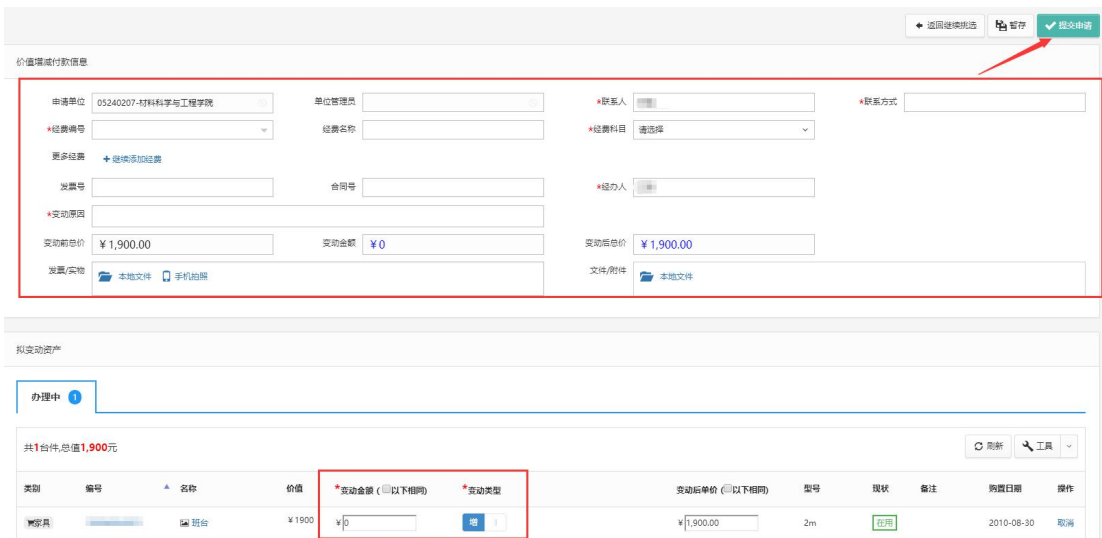 返回继续挑选 暂存 提交申请
价值增减付款信息
申请单位 05240207-材料科学与工程学院 单位管理员 *联系人 *联系方式
*经费编号 经费名称 *经费科目 请选择
更多经费 +继续添加经费
发票号 合同号 *经办人
*变动原因
变动前总价 ¥1,900.00 变动金额 ¥0 变动后总价 ¥1,900.00
发票/实物 本地文件 手机拍照 文件/附件 本地文件
拟变动资产
办理中 1
共1台件,总值1,900元 刷新 工具
类别 编号 名称 价值 *变动金额 (以下相同) *变动类型 变动后单价 (以下相同) 型号 现状 备注 购置日期 操作
家具 班台 ¥1900 ¥0 增 ¥1,900.00 2m 在用 2010-08-30 取消